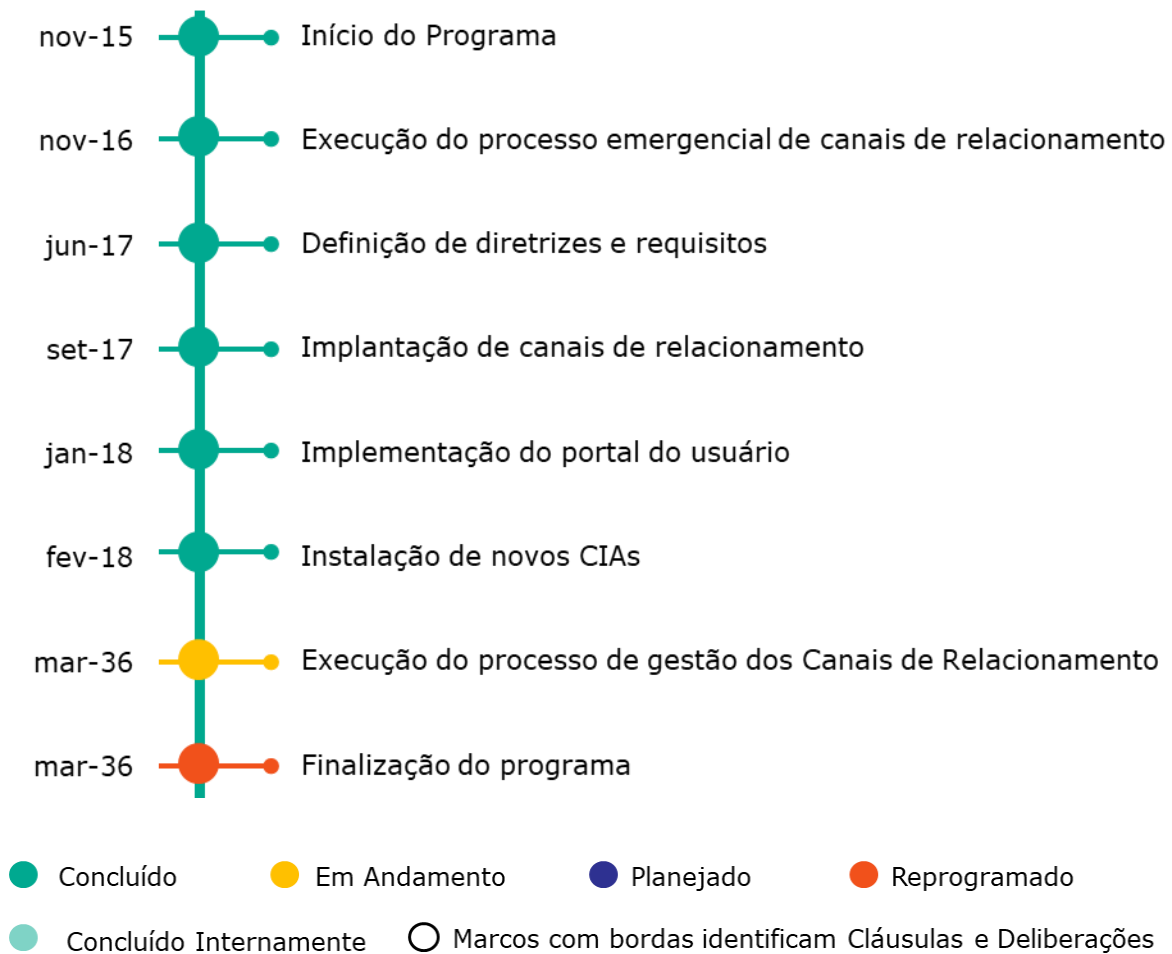 nov-15 Início do Programa
nov-16 Execução do processo emergencial de canais de relacionamento
jun-17 Definição de diretrizes e requisitos
set-17 Implantação de canais de relacionamento
jan-18 Implementação do portal do usuário
fev-18 Instalação de novos CIAs
mar-36 Execução do processo de gestão dos Canais de Relacionamento
mar-36 Finalização do programa
Concluído Em Andamento Planejado Reprogramado
Concluído Internamente Marcos com bordas identificam Cláusulas e Deliberações